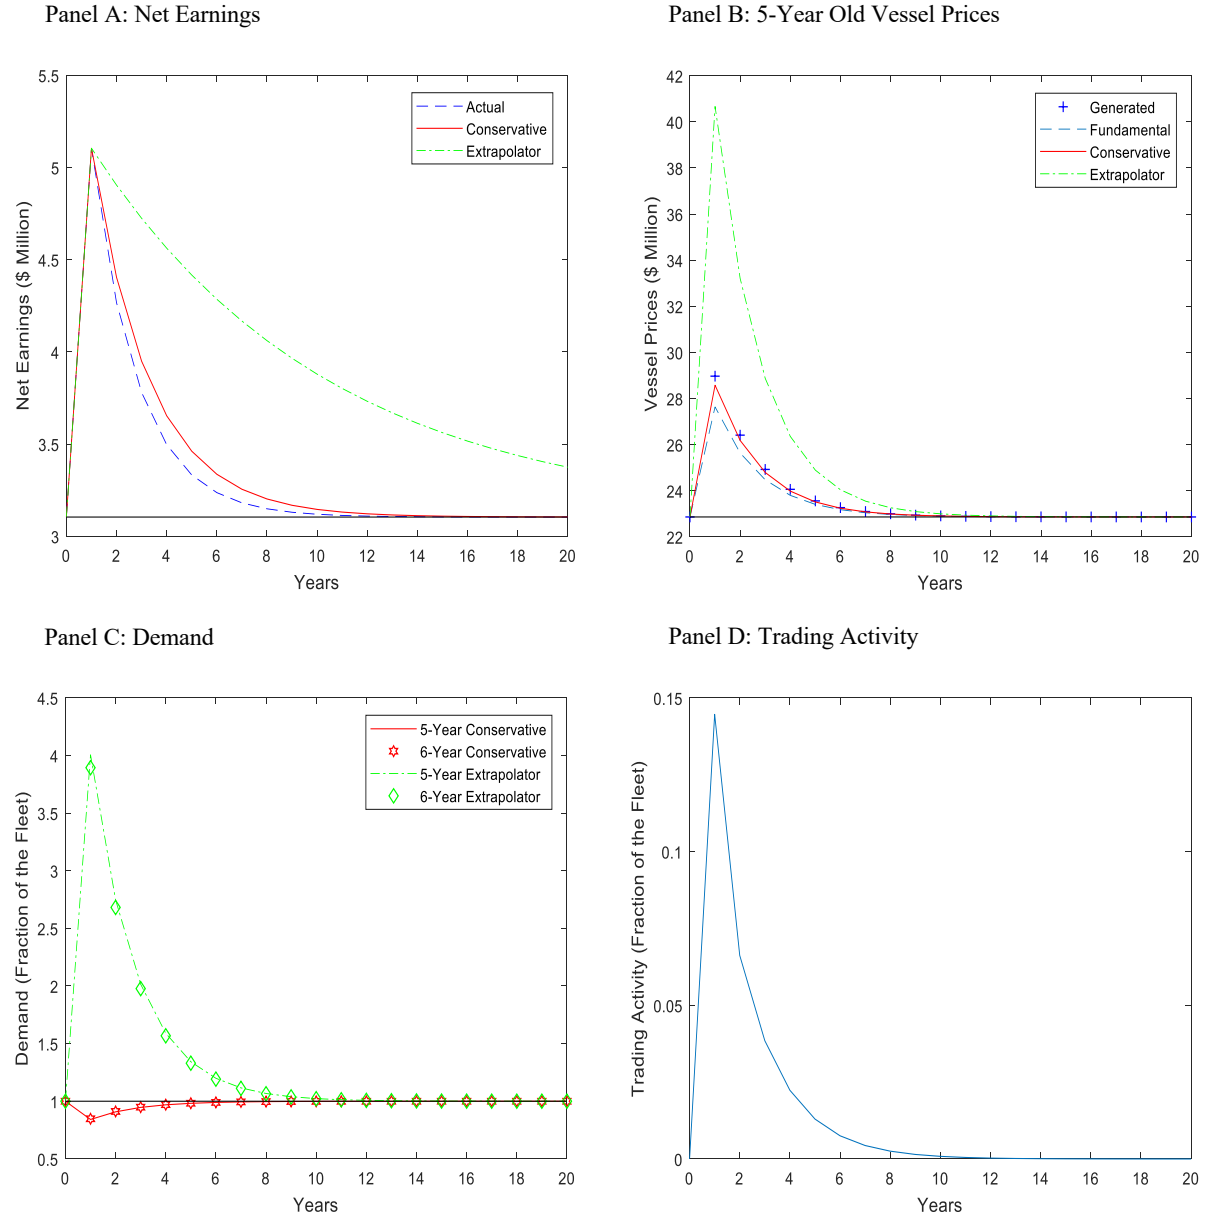 Panel A: Net Earnings
Panel B: 5-Year Old Vessel Prices
5.5
5
4.5
4
3.5
3
Net Earnings ($ Million)
Actual
Conservative
Extrapolator
0 2 4 6 8 10 12 14 16 18 20
Years
42
40
38
36
34
32
30
28
26
24
22
Vessel Prices ($ Million)
Generated
Fundamental
Conservative
Extrapolator
0 2 4 6 8 10 12 14 16 18 20
Years
Panel C: Demand
Panel D: Trading Activity
4.5
4
3.5
3
2.5
2
1.5
1
0.5
Demand (Fraction of the Fleet)
5-Year Conservative
6-Year Conservative
5-Year Extrapolator
6-Year Extrapolator
0 2 4 6 8 10 12 14 16 18 20
Years
0.15
0.1
0.05
0
Trading Activity (Fraction of the Fleet)
0 2 4 6 8 10 12 14 16 18 20
Years